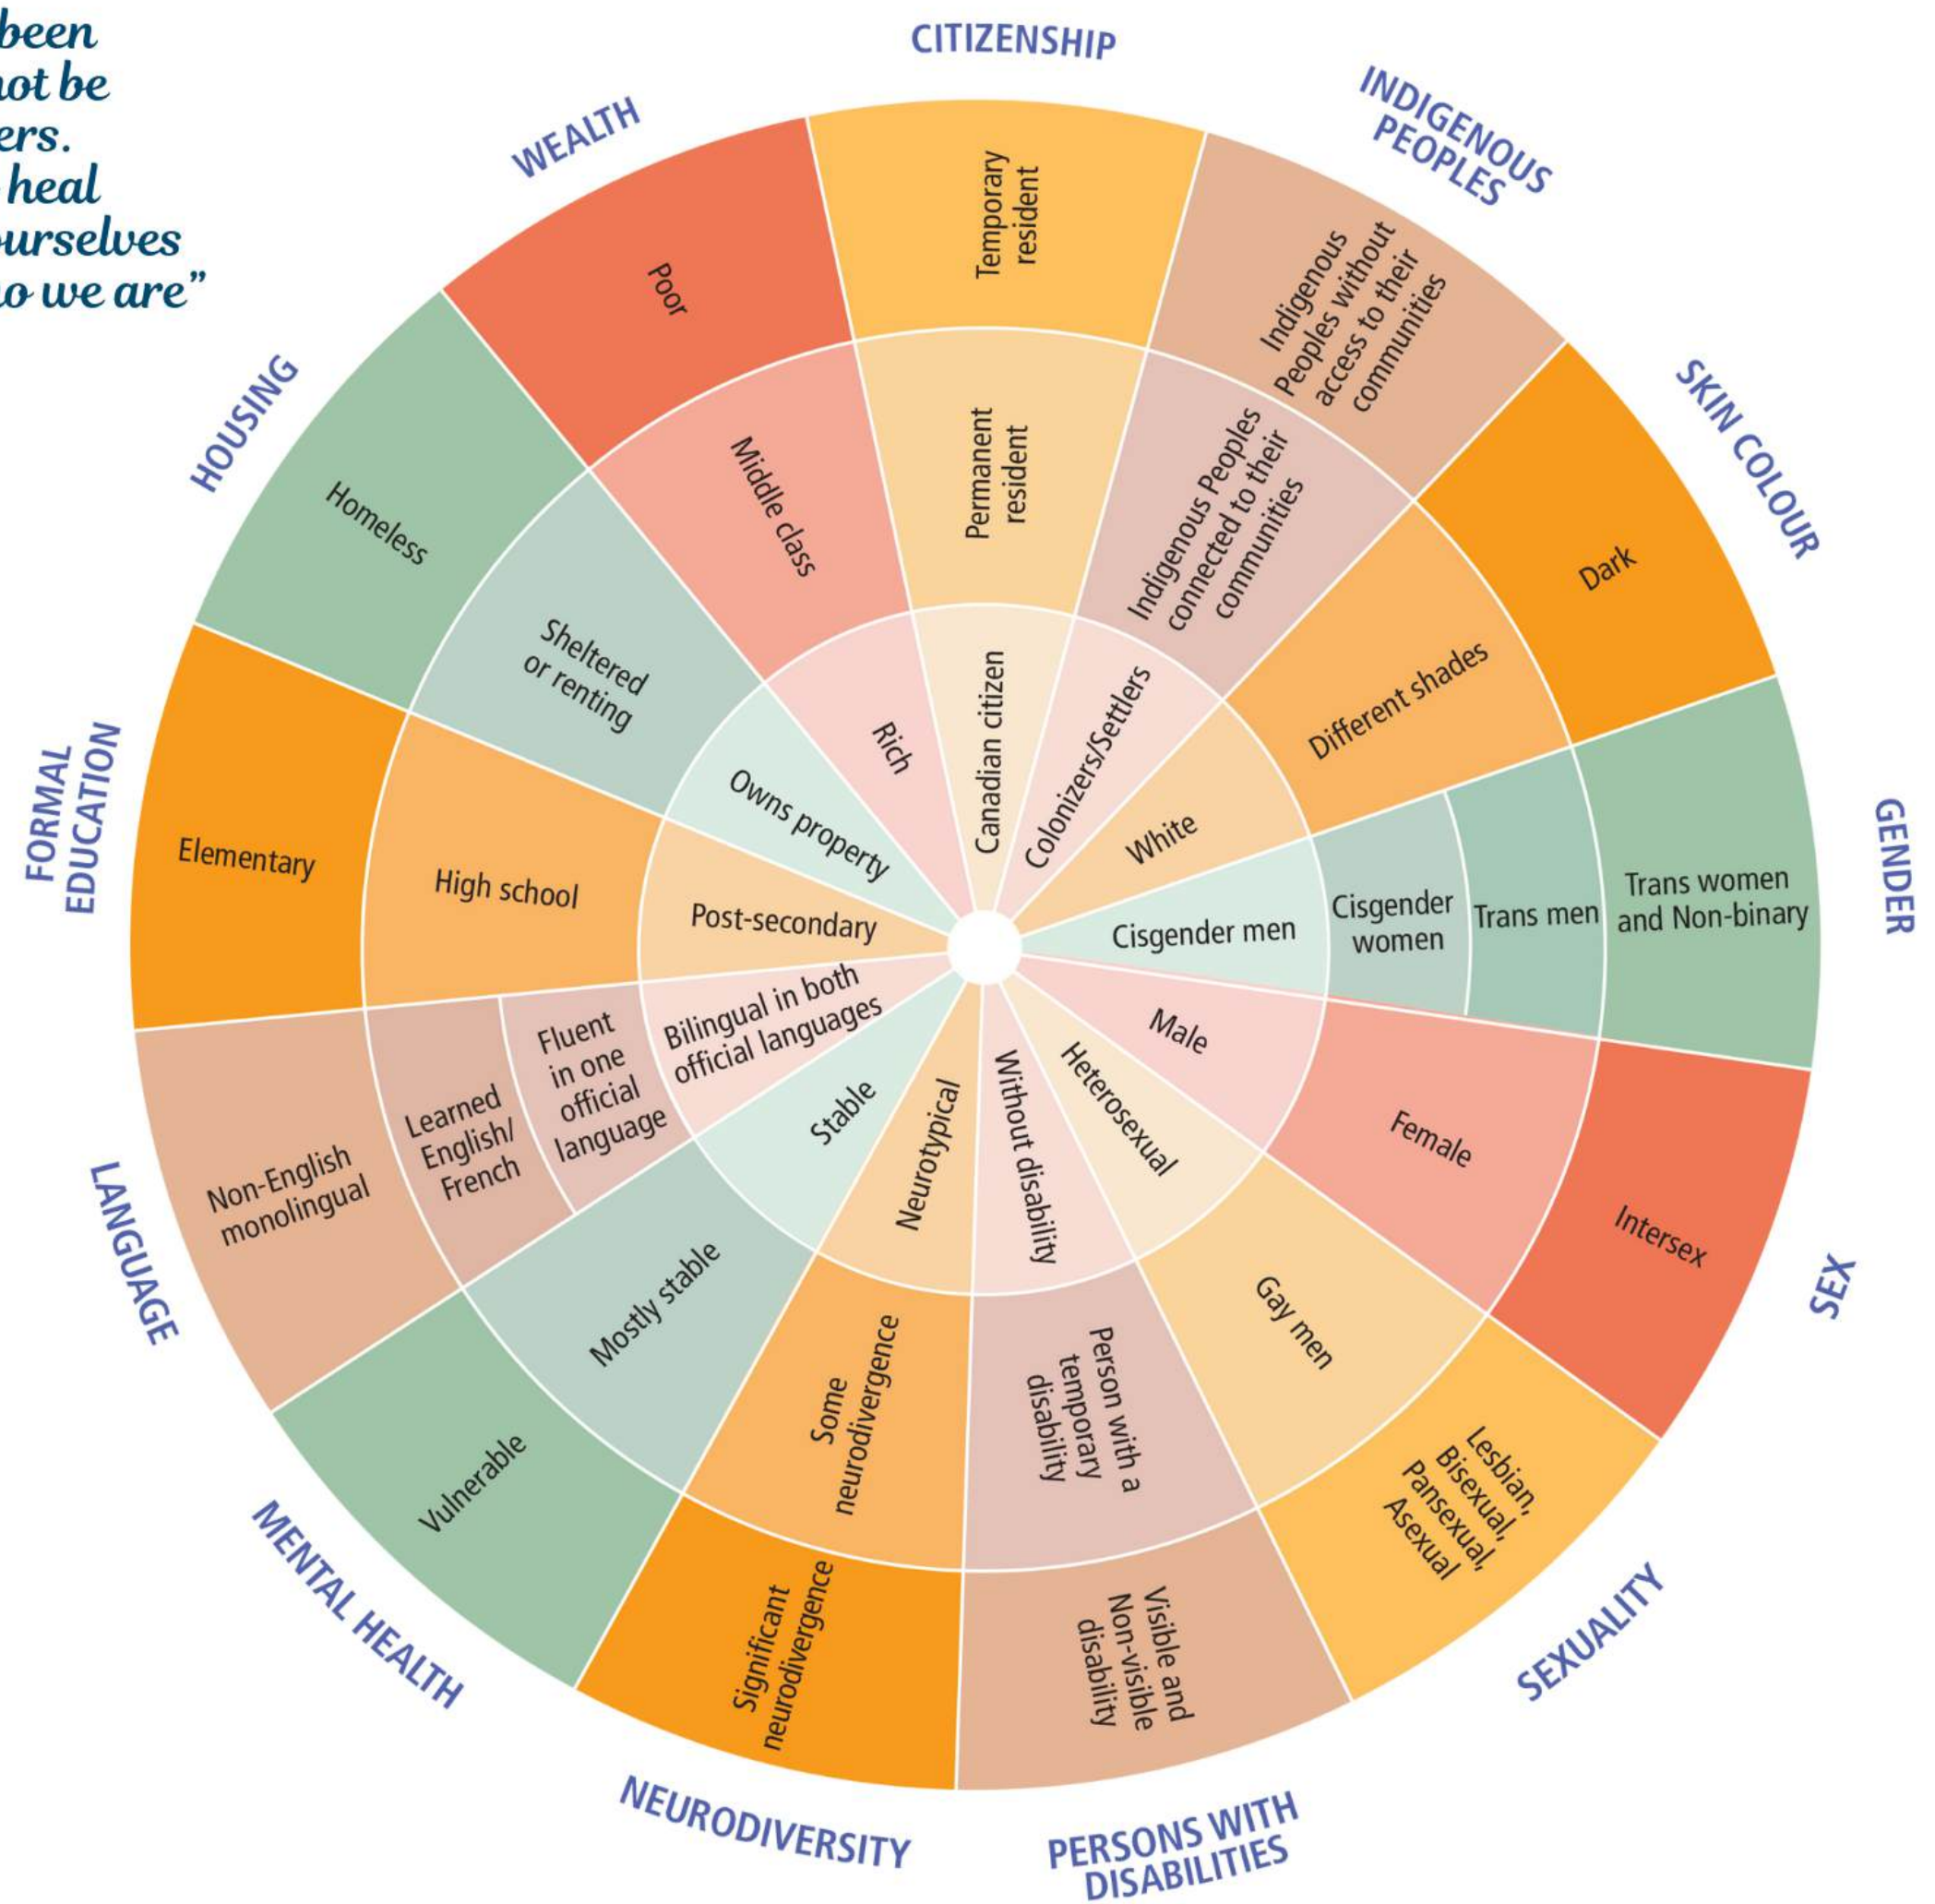 been
not be
ers.
heal
ourselves
o we are”
CITIZENSHIP
Temporary
resident
Permanent
resident
Canadian citizen
INDIGENOUS
PEOPLES
Indigenous
Peoples without
access to their
communities
Indigenous Peoples
connected to their
communities
Colonizers/Settlers
SKIN COLOUR
Dark
Different shades
White
GENDER
Trans women
and Non-binary
Trans men
Cisgender
women
Cisgender men
SEX
Intersex
Female
Male
SEXUALITY
Lesbian,
Bisexual,
Pansexual,
Asexual
Gay men
Heterosexual
PERSONS WITH
DISABILITIES
Visible and
Non-visible
disability
Person with a
temporary
disability
Without disability
NEURODIVERSITY
Significant
neurodivergence
Some
neurodivergence
Neurotypical
MENTAL HEALTH
Vulnerable
Mostly stable
Stable
LANGUAGE
Non-English
monolingual
Learned
English/
French
Fluent
in one
official
language
Bilingual in both
official languages
FORMAL
EDUCATION
Elementary
High school
Post-secondary
HOUSING
Homeless
Sheltered
or renting
Owns property
WEALTH
Poor
Middle class
Rich